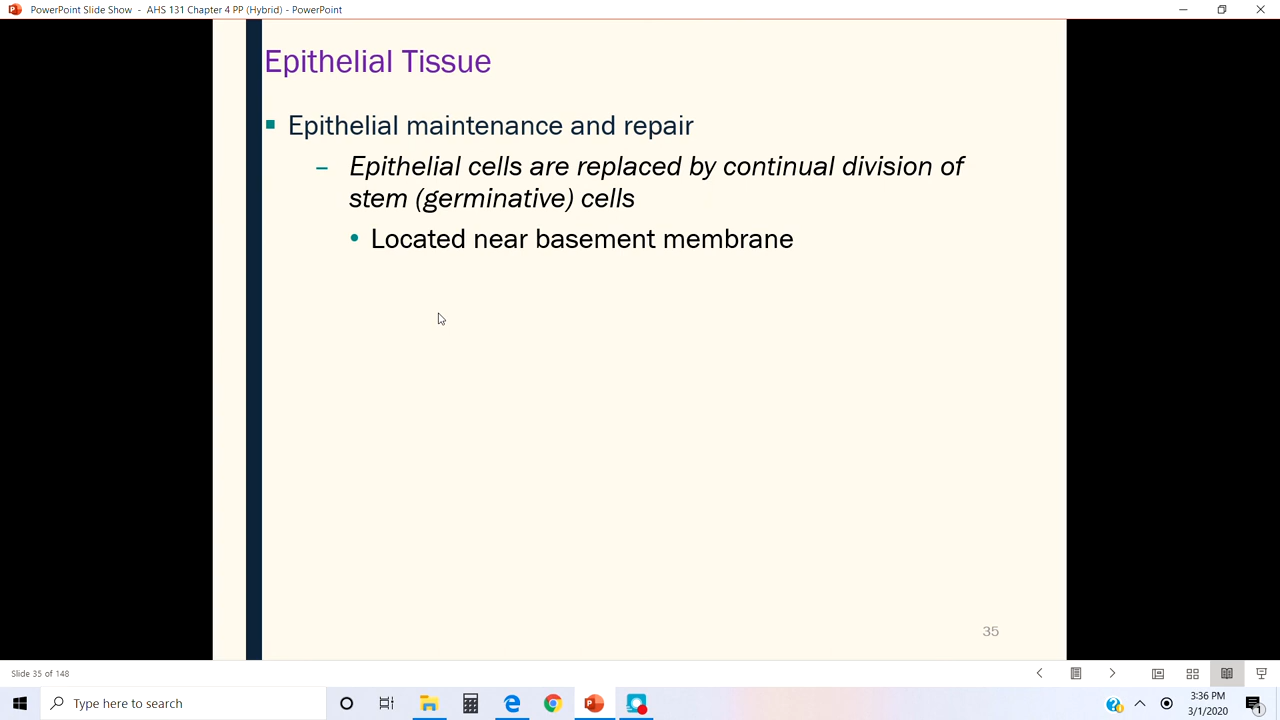 PowerPoint Slide Show - AHS 131 Chapter 4 PP (Hybrid) - PowerPoint
Epithelial Tissue
Epithelial maintenance and repair
– Epithelial cells are replaced by continual division of
stem (germinative) cells
• Located near basement membrane
35
Slide 35 of 148
Type here to search
3:36 PM
3/1/2020
1